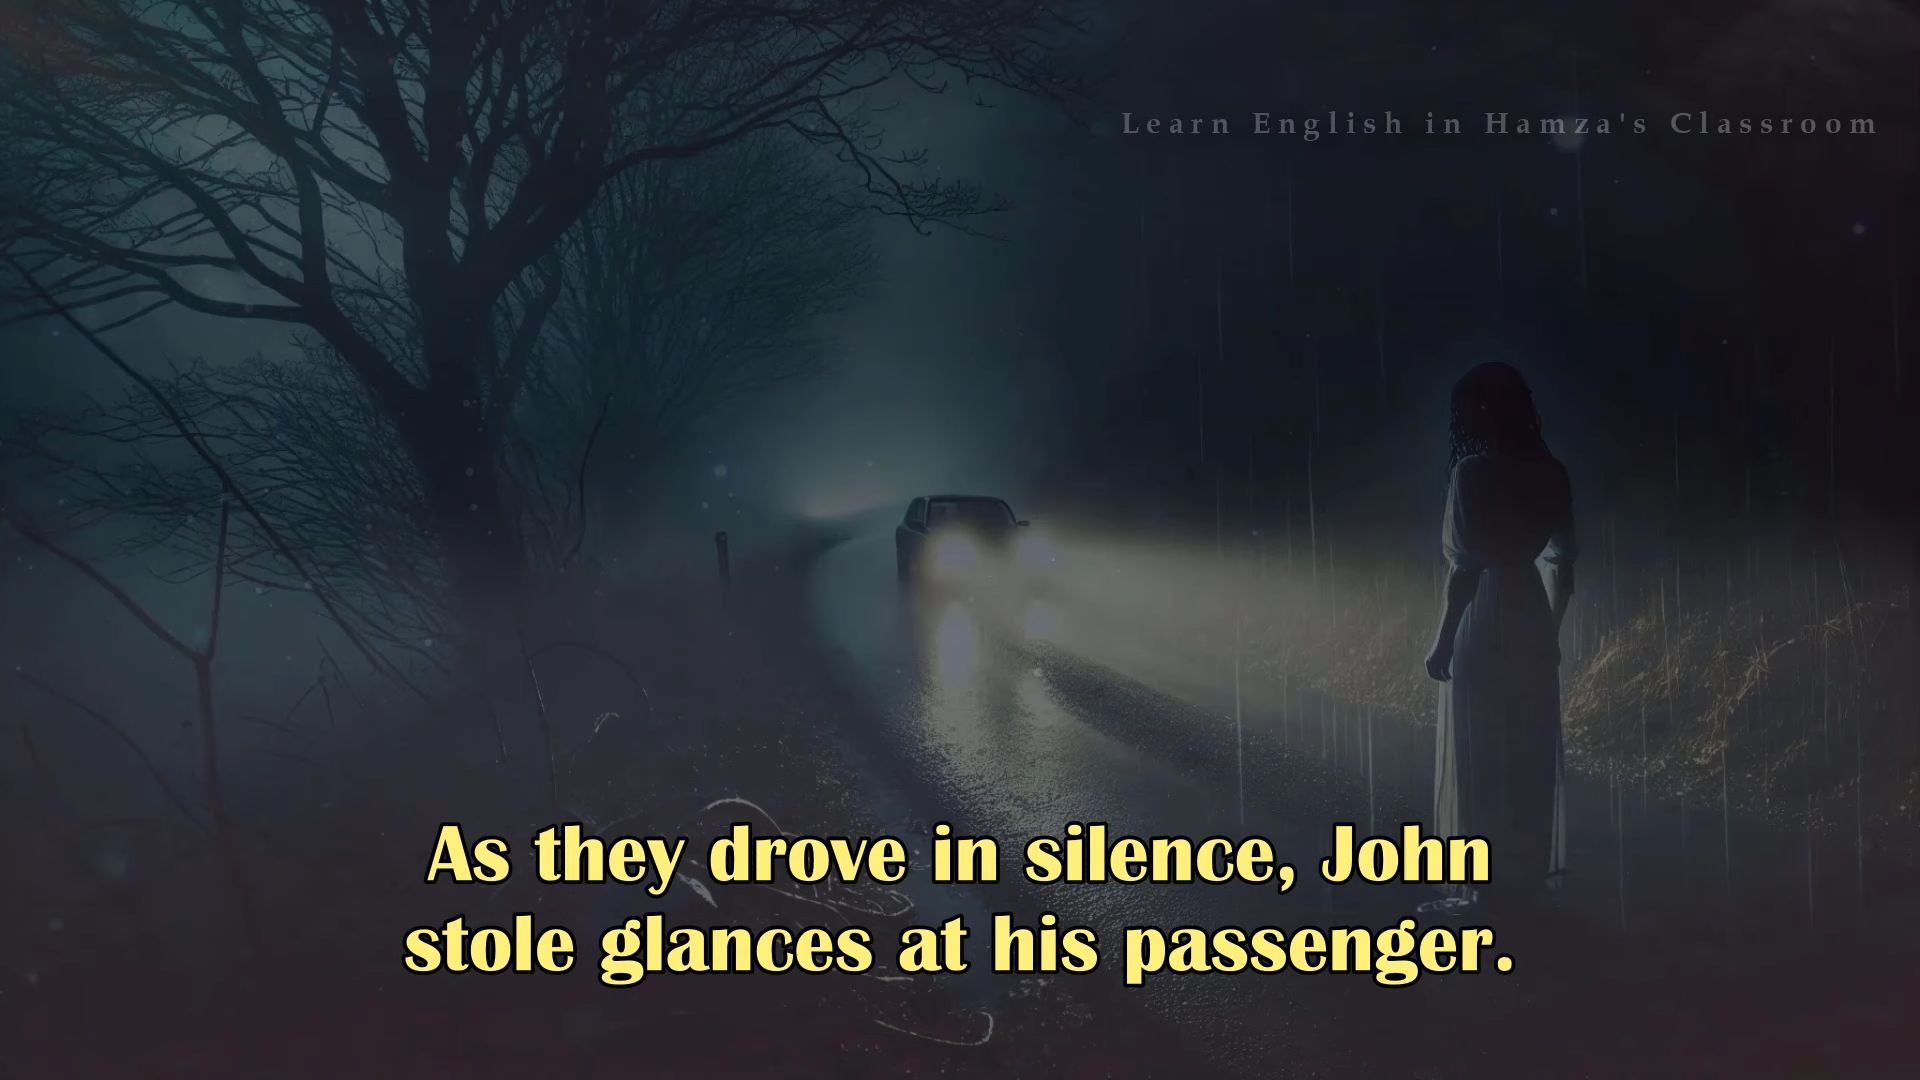 Learn English in Hamza's Classroom
As they drove in silence, John
stole glances at his passenger.